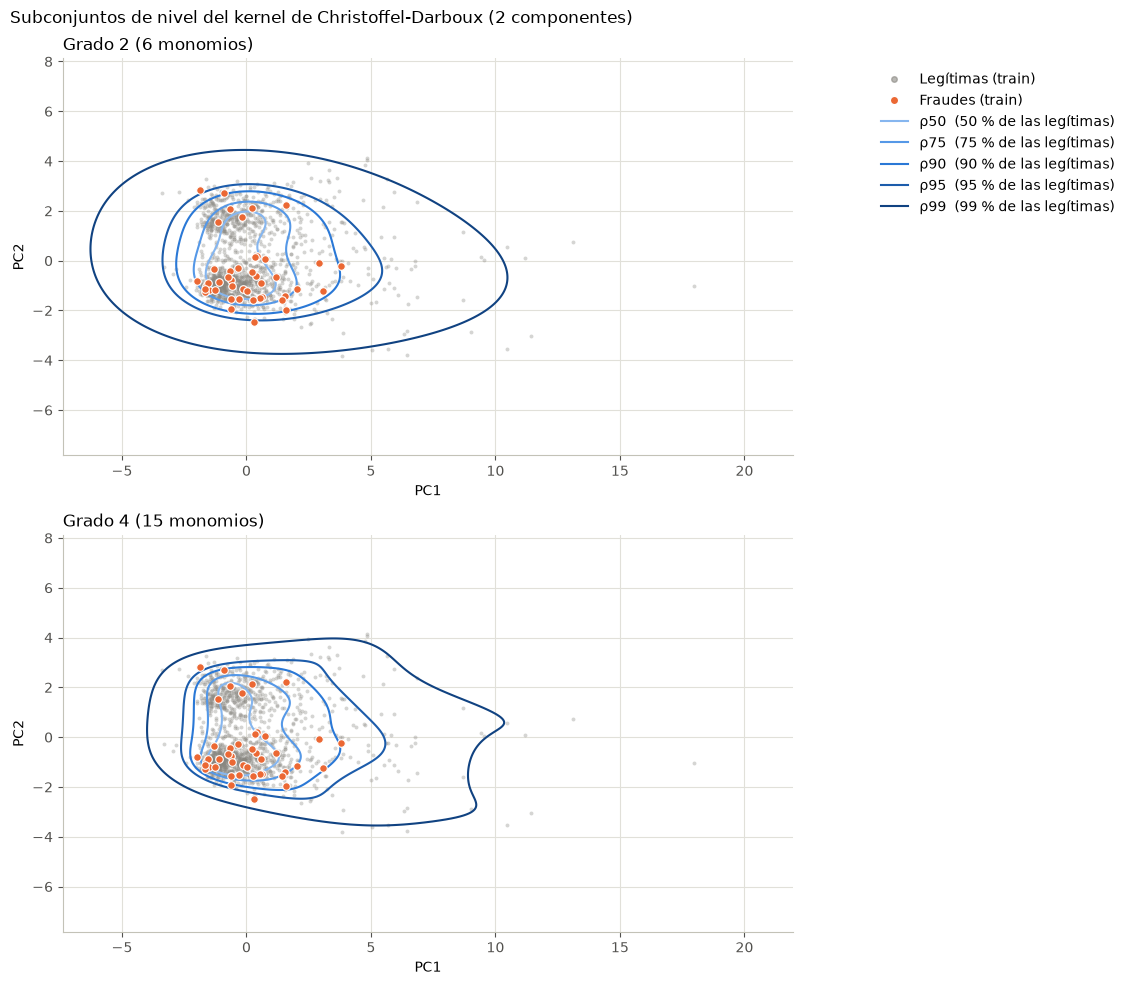 Subconjuntos de nivel del kernel de Christoffel-Darboux (2 componentes)
Grado 2 (6 monomios)
8
6
4
2
0
−2
−4
−6
PC2
−5
0
5
10
15
20
PC1
Legítimas (train)
Fraudes (train)
ρ50 (50 % de las legítimas)
ρ75 (75 % de las legítimas)
ρ90 (90 % de las legítimas)
ρ95 (95 % de las legítimas)
ρ99 (99 % de las legítimas)
Grado 4 (15 monomios)
8
6
4
2
0
−2
−4
−6
PC2
−5
0
5
10
15
20
PC1